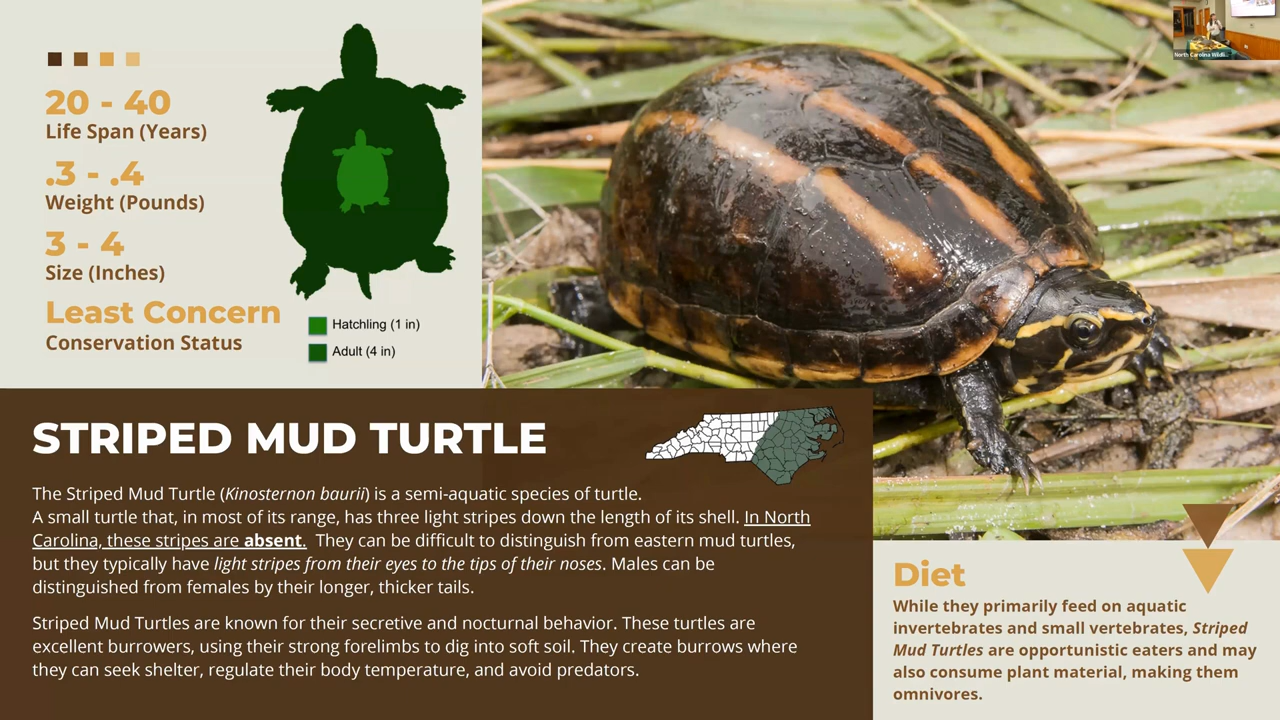 20 - 40
Life Span (Years)
.3 - .4
Weight (Pounds)
3 - 4
Size (Inches)
Least Concern
Conservation Status
Hatchling (1 in)
Adult (4 in)
North Carolina Wildli...
STRIPED MUD TURTLE
The Striped Mud Turtle (Kinosternon baurii) is a semi-aquatic species of turtle.
A small turtle that, in most of its range, has three light stripes down the length of its shell. In North
Carolina, these stripes are absent. They can be difficult to distinguish from eastern mud turtles,
but they typically have light stripes from their eyes to the tips of their noses. Males can be
distinguished from females by their longer, thicker tails.
Striped Mud Turtles are known for their secretive and nocturnal behavior. These turtles are
excellent burrowers, using their strong forelimbs to dig into soft soil. They create burrows where
they can seek shelter, regulate their body temperature, and avoid predators.
Diet
While they primarily feed on aquatic
invertebrates and small vertebrates, Striped
Mud Turtles are opportunistic eaters and may
also consume plant material, making them
omnivores.